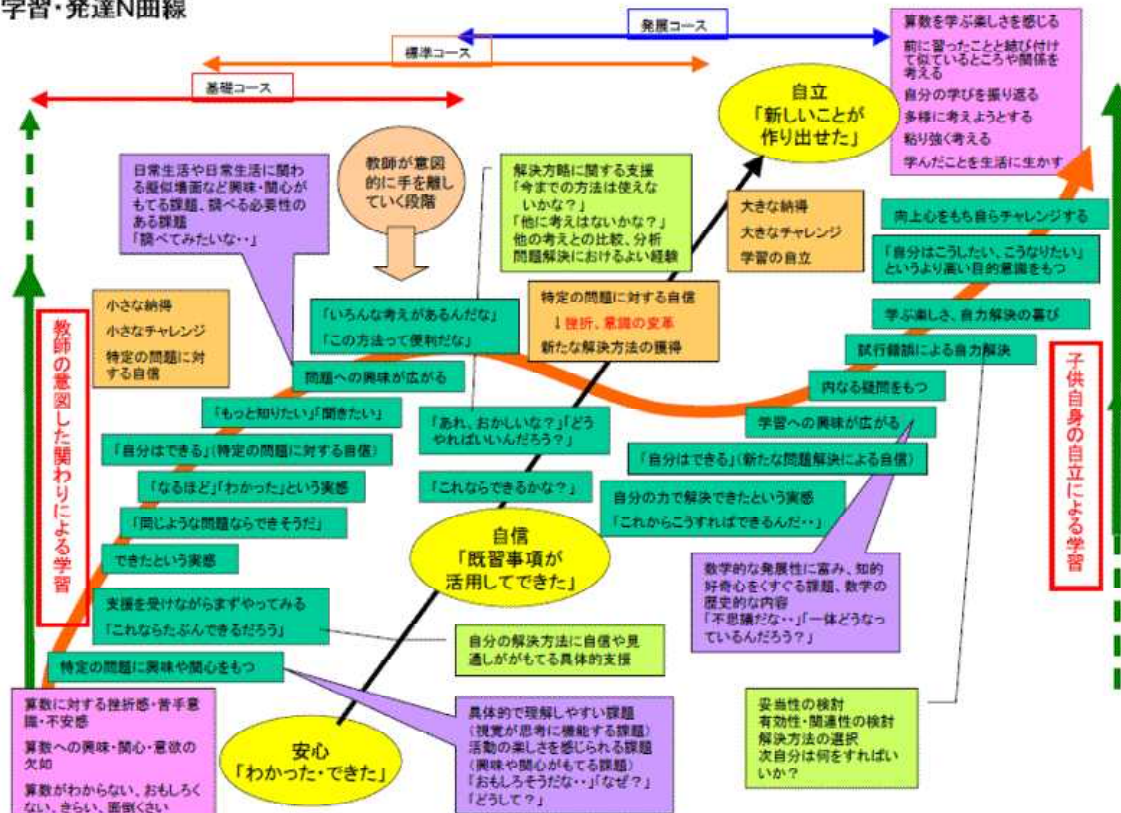 学習・発達N曲線
発展コース
標準コース
基礎コース
算数を学ぶ楽しさを感じる
前に習ったことと結び付け
て似ているところや関係を
考える
自分の学びを振り返る
多様に考えようとする
粘り強く考える
学んだことを生活に生かす
自立
「新しいことが
作り出せた」
教師が意図
的に手を離し
ていく段階
日常生活や日常生活に関わ
る擬似場面など興味・関心が
もてる課題、調べる必要性の
ある課題
「調べてみたいな・・」
解決方略に関する支援
「今までの方法は使えな
いかな?」
「他に考えはないかな?」
他の考えとの比較、分析
問題解決におけるよい経験
大きな納得
大きなチャレンジ
学習の自立
向上心をもち自らチャレンジする
「自分はこうしたい、こうなりたい」
というより高い目的意識をもつ
学ぶ楽しさ、自力解決の喜び
試行錯誤による自力解決
内なる疑問をもつ
学習への興味が広がる
小さな納得
小さなチャレンジ
特定の問題に対
する自信
「いろんな考えがあるんだな」
「この方法って便利だな」
特定の問題に対する自信
↓挫折、意識の変革
新たな解決方法の獲得
教師の意図した関わりによる学習
子供自身の自立による学習
問題への興味が広がる
「もっと知りたい」「聞きたい」
「自分はできる」(特定の問題に対する自信)
「なるほど」「わかった」という実感
「同じような問題ならできそうだ」
できたという実感
支援を受けながらまずやってみる
「これならたぶんできるだろう」
特定の問題に興味や関心をもつ
「あれ、おかしいな?」「どう
やればいいんだろう?」
「これならできるかな?」
「自分はできる」(新たな問題解決による自信)
自分の力で解決できたという実感
「これからこうすればできるんだ・・」
自信
「既習事項が
活用してできた」
数学的な発展性に富み、知的
好奇心をくすぐる課題、数学の
歴史的な内容
「不思議だな・・」「一体どうなっ
ているんだろう?」
自分の解決方法に自信や見
通しががもてる具体的支援
算数に対する挫折感・苦手意
識・不安感
算数への興味・関心・意欲の
欠如
算数がわからない、おもしろく
ない、きらい、面倒くさい
安心
「わかった・できた」
具体的で理解しやすい課題
(視覚が思考に機能する課題)
活動の楽しさを感じられる課題
(興味や関心がもてる課題)
「おもしろそうだな・・」「なぜ?」
「どうして?」
妥当性の検討
有効性・関連性の検討
解決方法の選択
次自分は何をすればい
いか?